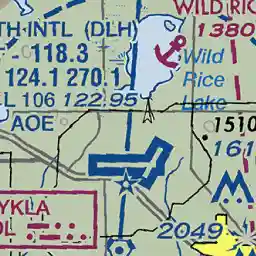 WILD RIC
TH INTL (DLH)
1380
- 118.3
Wild
124.1 270.1
Rice
L 106 122.95
Lake
AOE
1510
161
YKLA
OL
2049